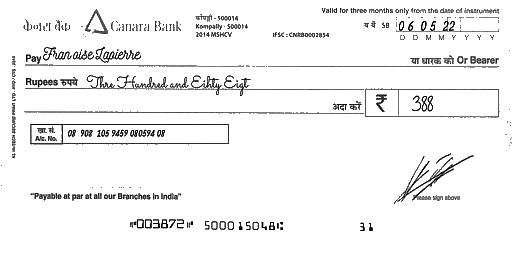 Valid for three months only from the date of instrument
केनरा बैंक Canara Bank
कोंपल्ली - 500014
Kompally - 500014
2014 MSHCV
IFSC : CNRB0002854
SB 06 05 22
D D M M Y Y Y Y
Pay Franoise Lapierre या धारक को Or Bearer
Rupees रुपये Thre Hundred and Eihty Eigt
अदा करें ₹ 388
खा. सं.
A/c. No. 08 908 105 9459 080594 08
Please sign above
"Payable at par at all our Branches in India"
⑈003872⑈ 500015048⑆ 31